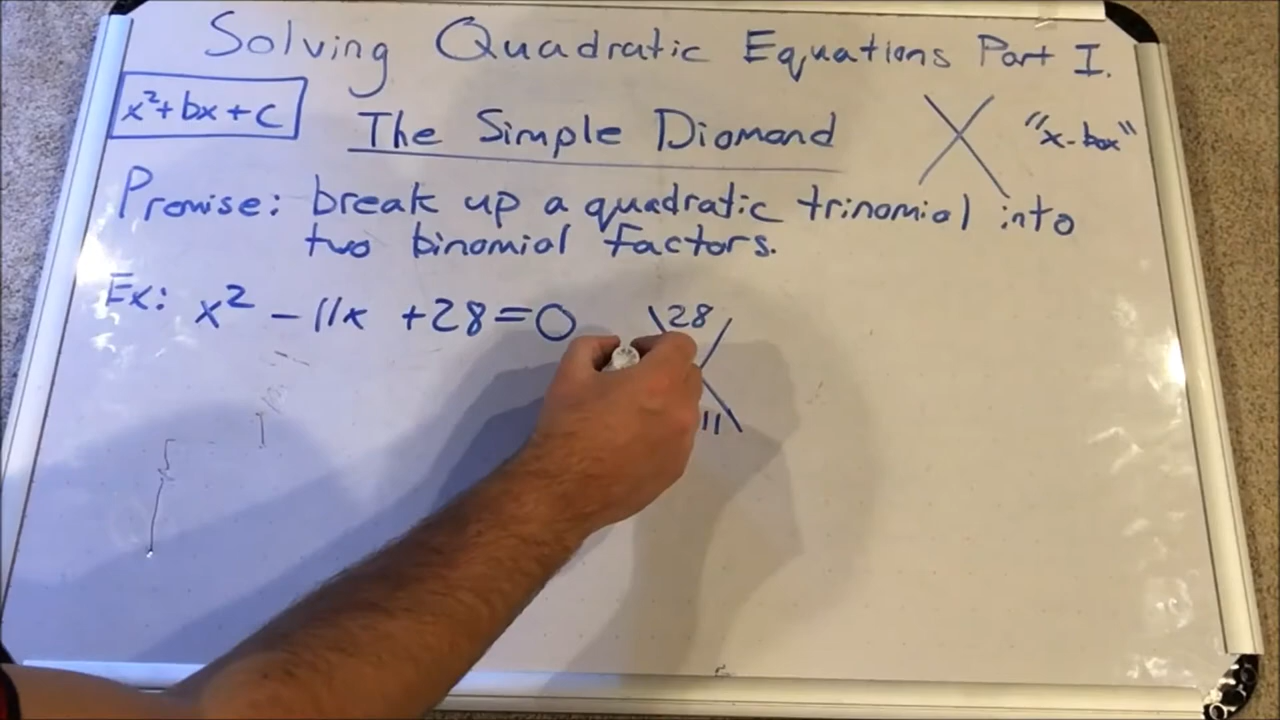 Solving Quadratic Equations Part I.
x²+bx+c
The Simple Diomand
"x-box"
Promise: break up a quadratic trinomial into
two binomial factors.
Ex: x² -11x +28=0
28
11